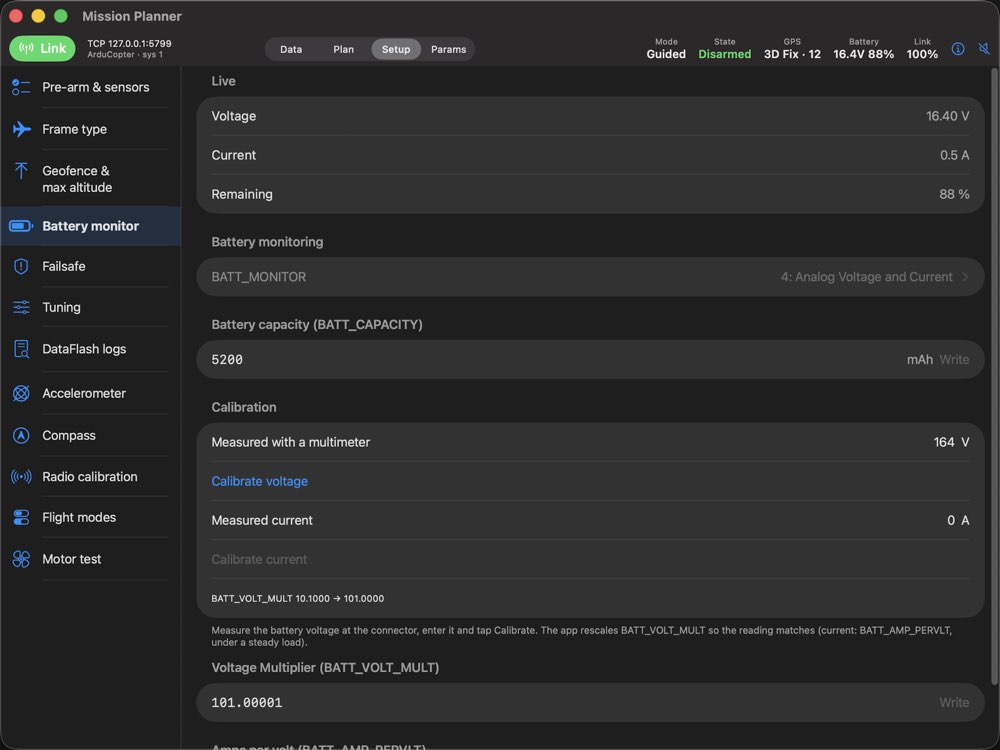 Mission Planner
Link
TCP 127.0.0.1:5799
ArduCopter · sys 1
Data
Plan
Setup
Params
Mode
Guided
State
Disarmed
GPS
3D Fix · 12
Battery
16.4V 88%
Link
100%
Pre-arm & sensors
Frame type
Geofence &
max altitude
Battery monitor
Failsafe
Tuning
DataFlash logs
Accelerometer
Compass
Radio calibration
Flight modes
Motor test
Live
Voltage 16.40 V
Current 0.5 A
Remaining 88 %
Battery monitoring
BATT_MONITOR 4: Analog Voltage and Current
Battery capacity (BATT_CAPACITY)
5200 mAh Write
Calibration
Measured with a multimeter 164 V
Calibrate voltage
Measured current 0 A
Calibrate current
BATT_VOLT_MULT 10.1000 → 101.0000
Measure the battery voltage at the connector, enter it and tap Calibrate. The app rescales BATT_VOLT_MULT so the reading matches (current: BATT_AMP_PERVLT,
under a steady load).
Voltage Multiplier (BATT_VOLT_MULT)
101.00001 Write
Amps per volt (BATT_AMP_PERVLT)